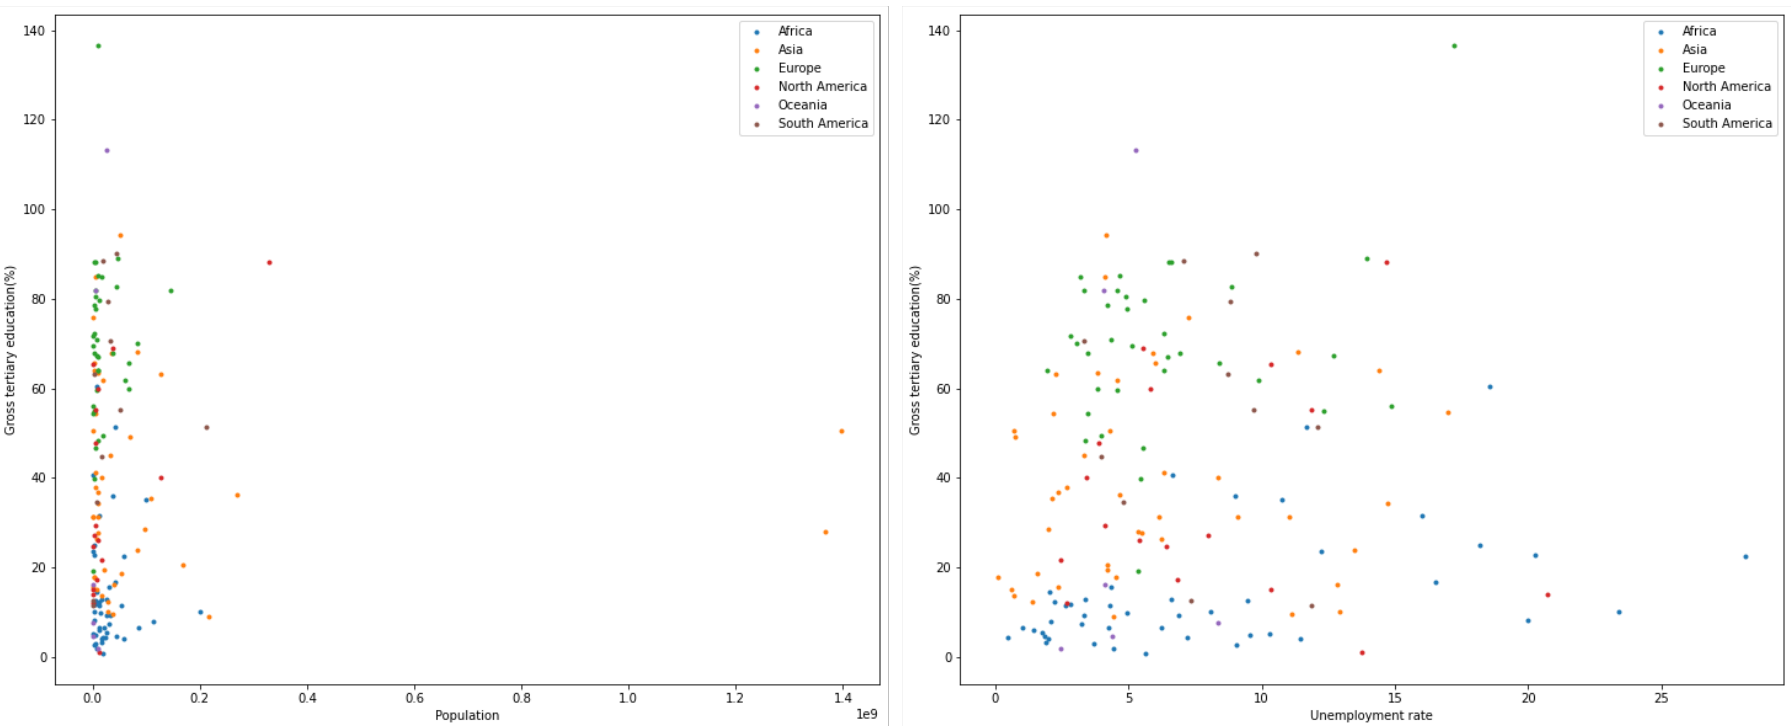 140
120
100
80
60
40
20
0
Gross tertiary education(%)
Africa
Asia
Europe
North America
Oceania
South America
0.0 0.2 0.4 0.6 0.8 1.0 1.2 1.4
1e9
Population
140
120
100
80
60
40
20
0
Gross tertiary education(%)
Africa
Asia
Europe
North America
Oceania
South America
0 5 10 15 20 25
Unemployment rate